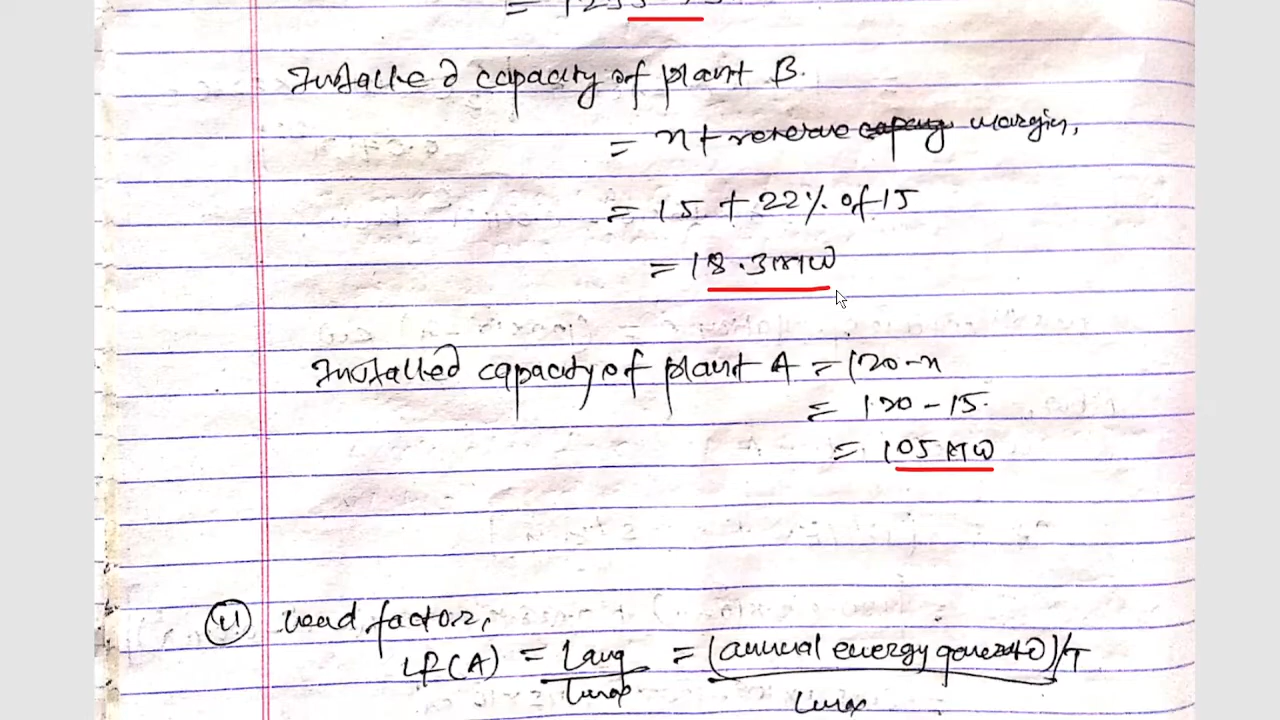 Installed capacity of plant B.
= x + reserve margin,
= 15 + 22% of 15
= 18.3 MW
Installed capacity of plant A = 120 - x
= 120 - 15.
= 105 MW
(ii) Load factor,
LF(A) = Lavg / Lmax = (annual energy generated)/T / Lmax